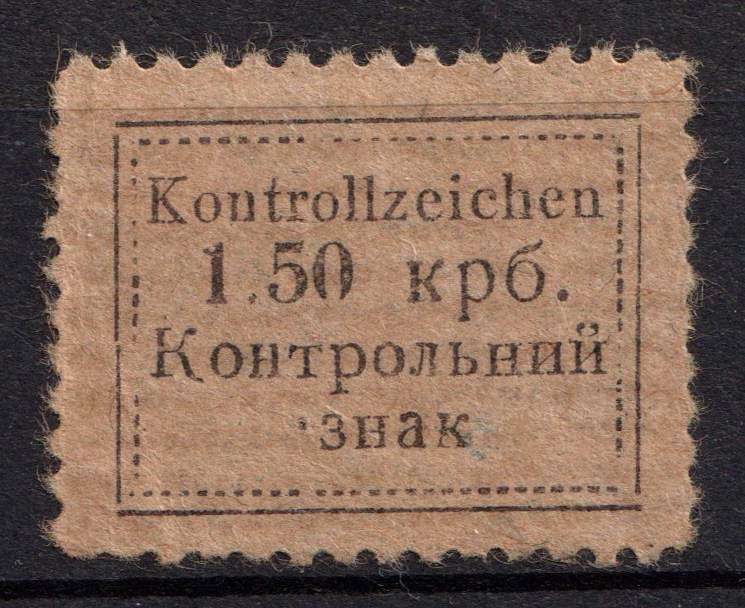 Kontrollzeichen
1.50 крб.
Контрольний
знак